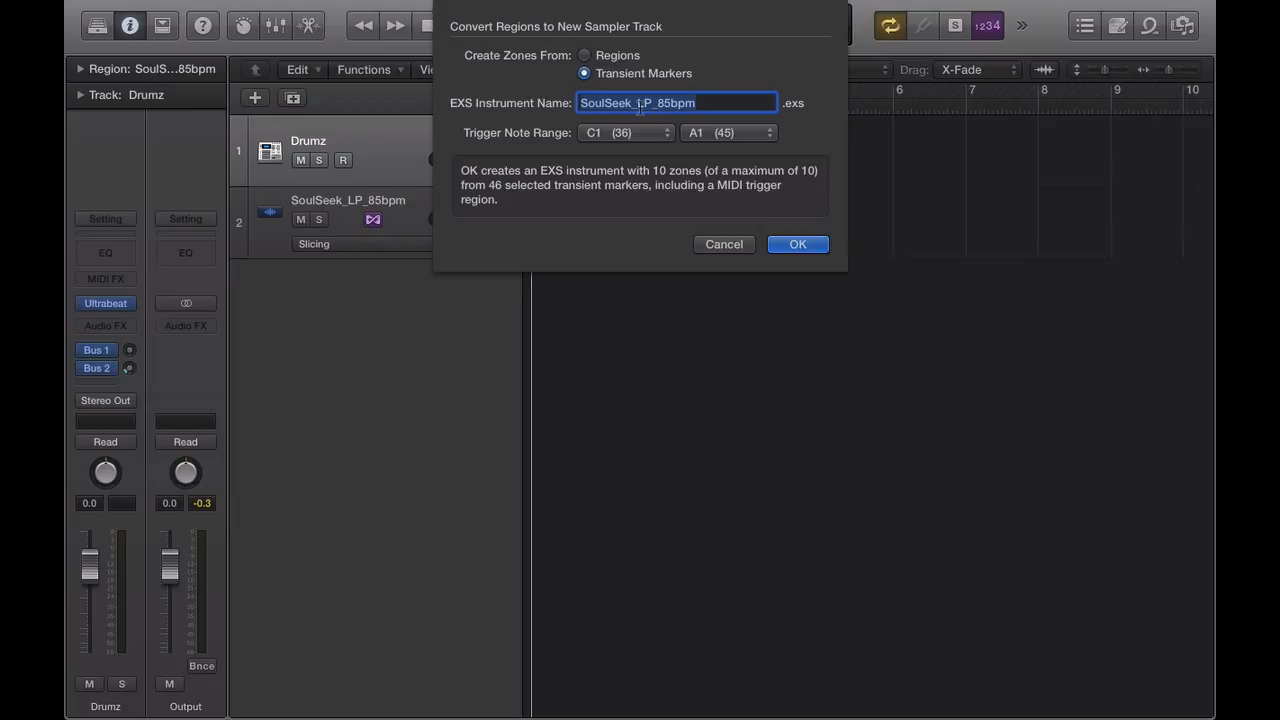 Convert Regions to New Sampler Track
Create Zones From: Regions
Transient Markers
EXS Instrument Name: SoulSeek_LP_85bpm .exs
Trigger Note Range: C1 (36) A1 (45)
OK creates an EXS instrument with 10 zones (of a maximum of 10)
from 46 selected transient markers, including a MIDI trigger
region.
Cancel OK
1234
Region: SoulS...85bpm
Track: Drumz
Edit Functions Vi
Drag: X-Fade
6 7 8 9 10
1 Drumz
M S R
2 SoulSeek_LP_85bpm
M S
Slicing
Setting Setting
EQ EQ
MIDI FX
Ultrabeat
Audio FX Audio FX
Bus 1
Bus 2
Stereo Out
Read Read
0.0 0.0 -0.3
Bnce
M S M
Drumz Output